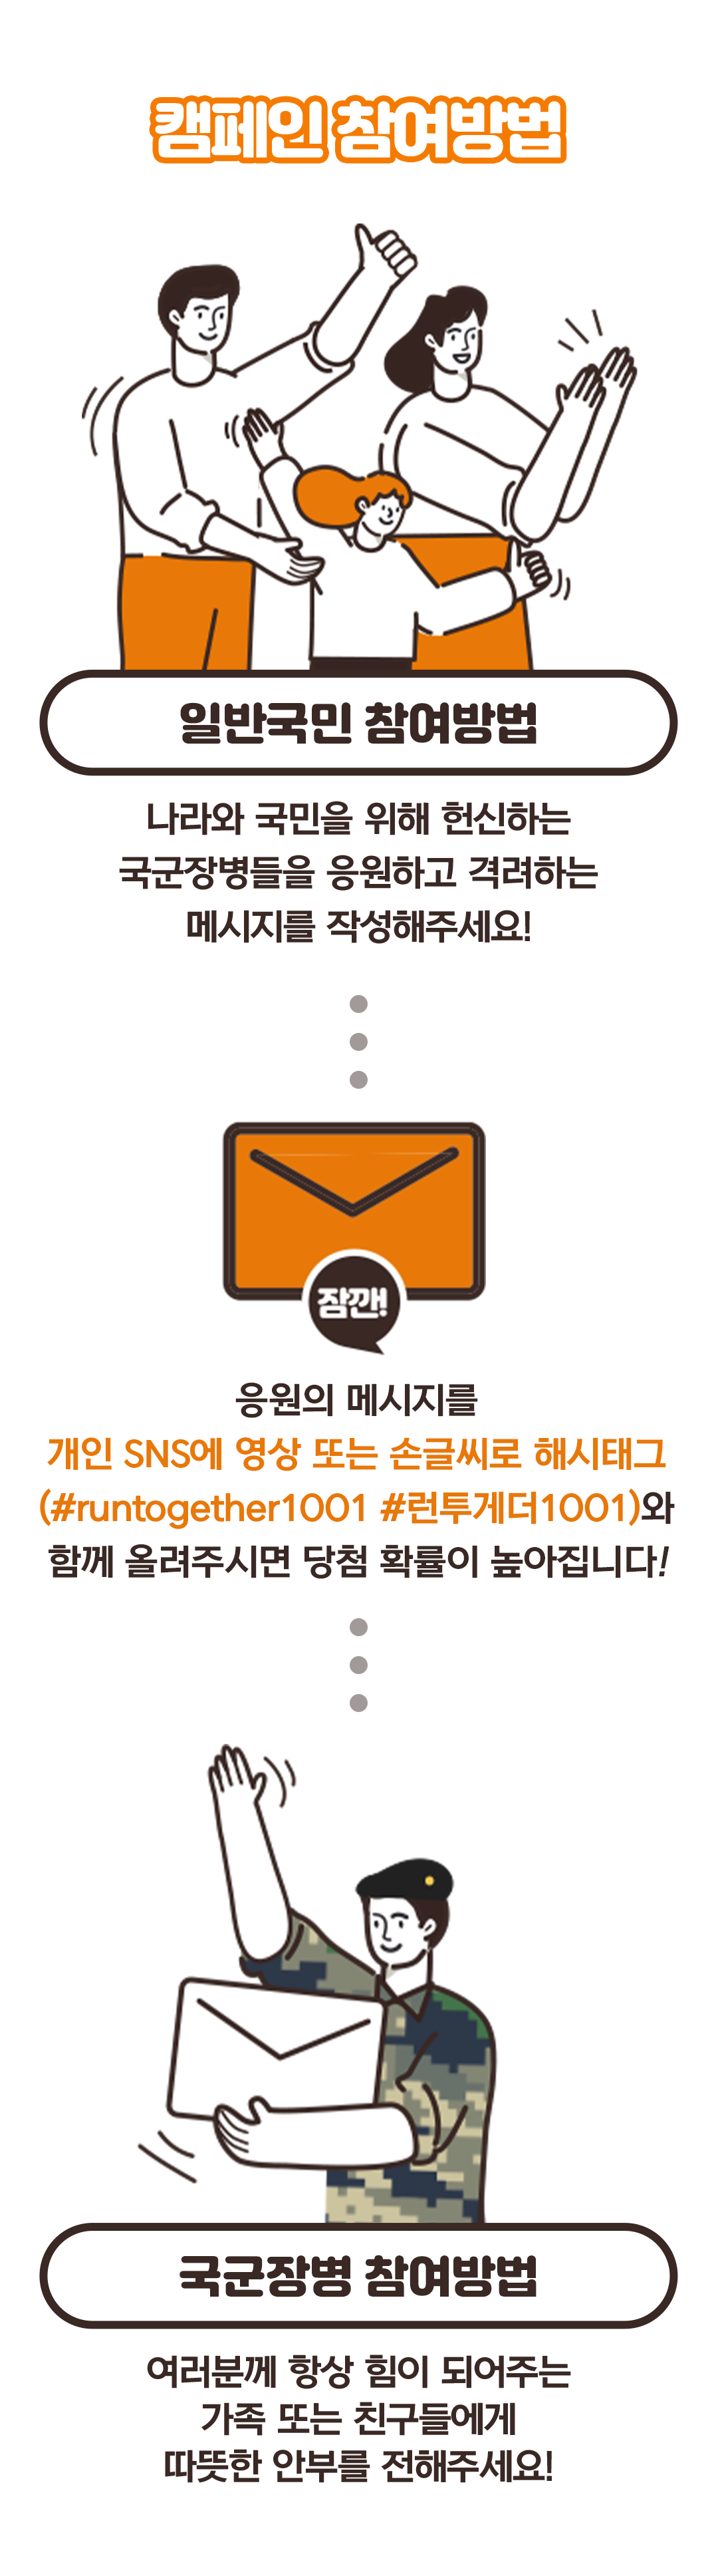 캠페인 참여방법
일반국민 참여방법
나라와 국민을 위해 헌신하는
국군장병들을 응원하고 격려하는
메시지를 작성해주세요!
잠깐!
응원의 메시지를
개인 SNS에 영상 또는 손글씨로 해시태그
(#runtogether1001 #런투게더1001)와
함께 올려주시면 당첨 확률이 높아집니다!
국군장병 참여방법
여러분께 항상 힘이 되어주는
가족 또는 친구들에게
따뜻한 안부를 전해주세요!